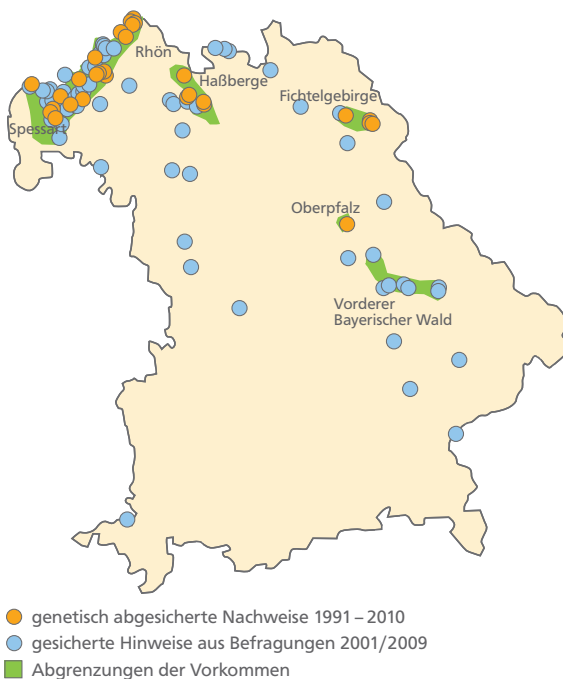 Rhön
Haßberge
Fichtelgebirge
Spessart
Oberpfalz
Vorderer
Bayerischer Wald
genetisch abgesicherte Nachweise 1991 – 2010
gesicherte Hinweise aus Befragungen 2001/2009
Abgrenzungen der Vorkommen